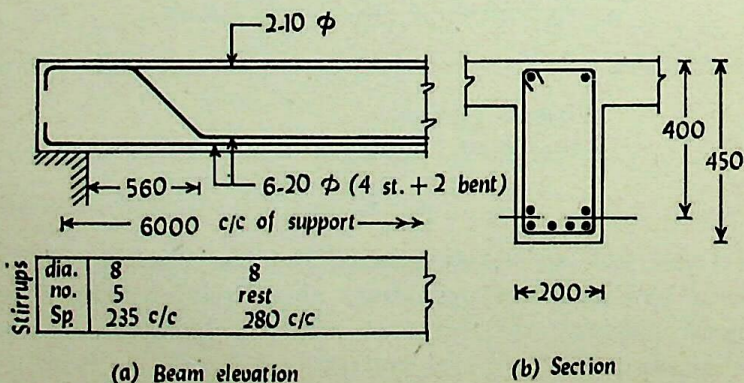 2-10 ϕ
400
450
560
6-20 ϕ (4 st. + 2 bent)
6000 c/c of support
200
Stirrups
dia. 8 8
no. 5 rest
Sp. 235 c/c 280 c/c
(a) Beam elevation
(b) Section